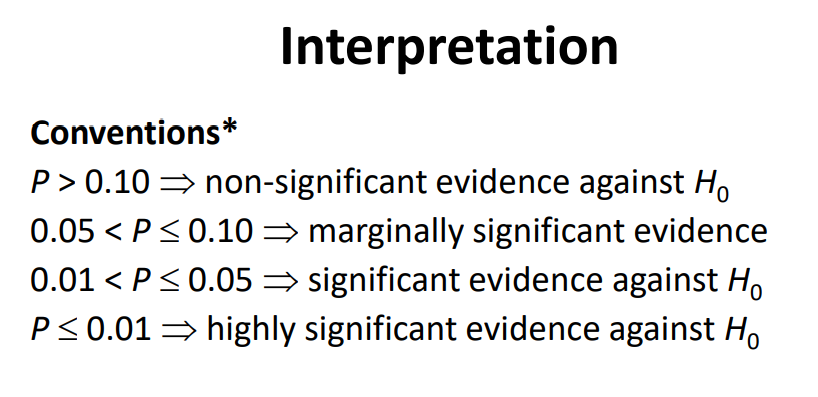 Interpretation
Conventions*
P > 0.10 ⇒ non-significant evidence against H₀
0.05 < P ≤ 0.10 ⇒ marginally significant evidence
0.01 < P ≤ 0.05 ⇒ significant evidence against H₀
P ≤ 0.01 ⇒ highly significant evidence against H₀